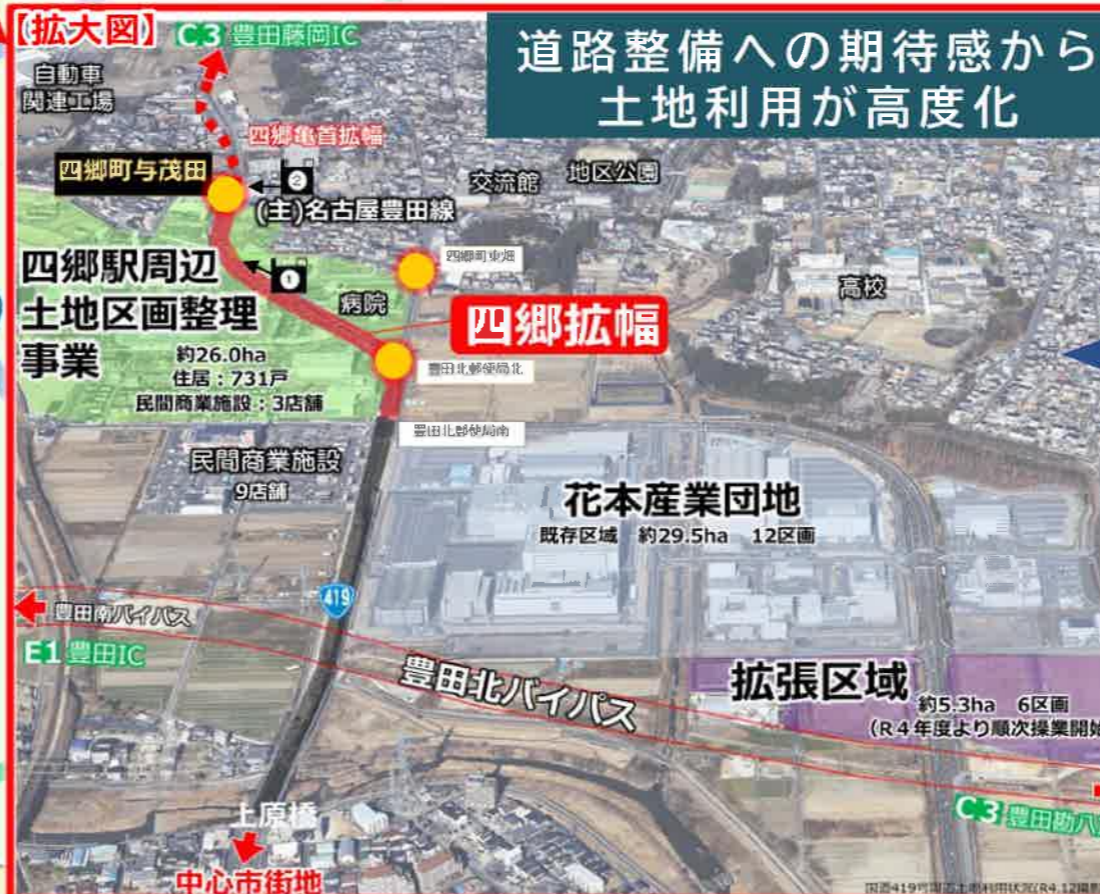 【拡大図】
C3 豊田藤岡IC
道路整備への期待感から
土地利用が高度化
自動車
関連工場
四郷亀首拡幅
四郷町与茂田
②
(主)名古屋豊田線
交流館
地区公園
四郷町東畑
四郷駅周辺
土地区画整理
事業
①
病院
高校
四郷拡幅
約26.0ha
住居：731戸
民間商業施設：3店舗
豊田北郵便局北
豊田北郵便局南
民間商業施設
9店舗
花本産業団地
既存区域 約29.5ha 12区画
419
豊田南バイパス
E1 豊田IC
豊田北バイパス
拡張区域
約5.3ha 6区画
(R４年度より順次操業開始
C3 豊田勘八
上原橋
中心市街地